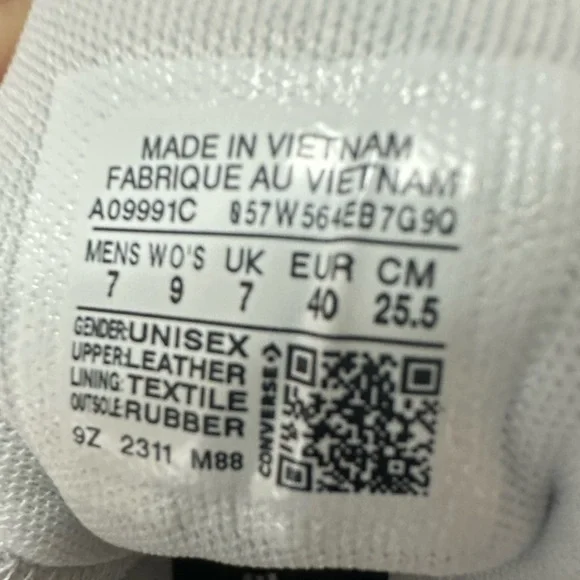 MADE IN VIETNAM
FABRIQUE AU VIETNAM
A09991C
MENS WO'S UK EUR CM
7 9 7 40 25.5
GENDER:UNISEX
UPPER:LEATHER
LINING: TEXTILE
OUTSOLE:RUBBER
9Z 2311 M88
CONVERSE